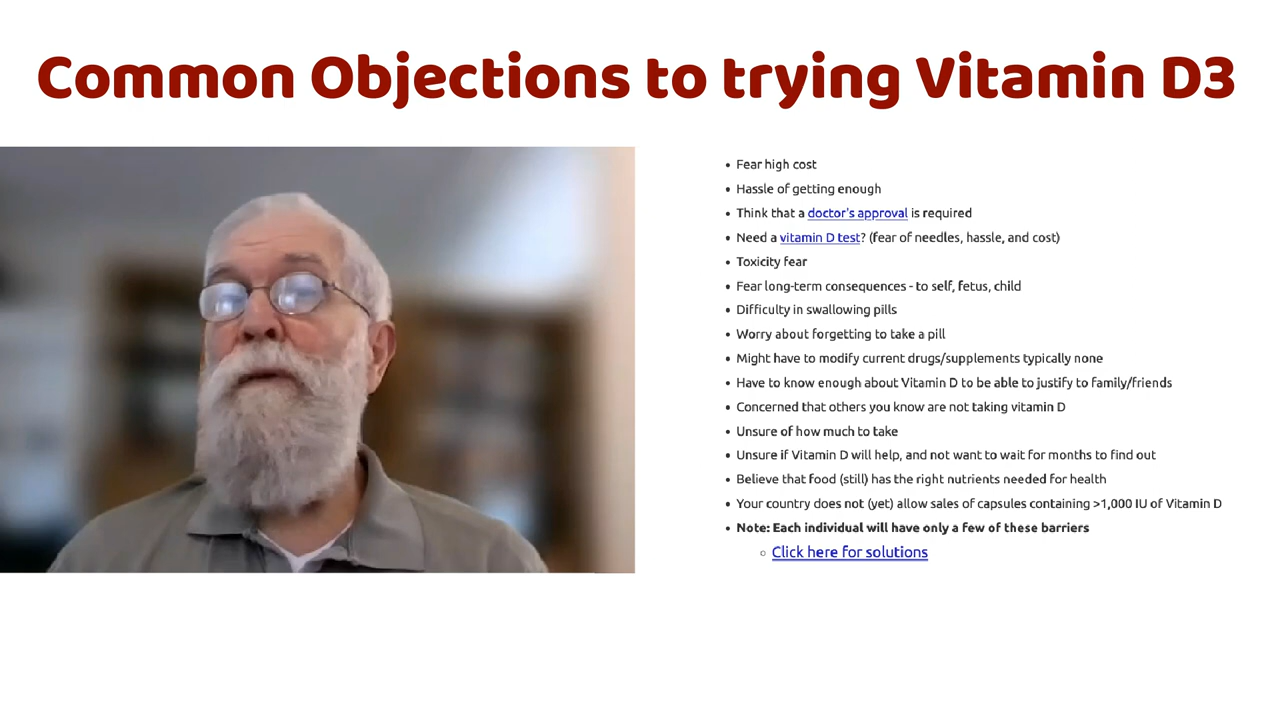 Common Objections to trying Vitamin D3
• Fear high cost
• Hassle of getting enough
• Think that a doctor's approval is required
• Need a vitamin D test? (fear of needles, hassle, and cost)
• Toxicity fear
• Fear long-term consequences - to self, fetus, child
• Difficulty in swallowing pills
• Worry about forgetting to take a pill
• Might have to modify current drugs/supplements typically none
• Have to know enough about Vitamin D to be able to justify to family/friends
• Concerned that others you know are not taking vitamin D
• Unsure of how much to take
• Unsure if Vitamin D will help, and not want to wait for months to find out
• Believe that food (still) has the right nutrients needed for health
• Your country does not (yet) allow sales of capsules containing >1,000 IU of Vitamin D
• Note: Each individual will have only a few of these barriers
◦ Click here for solutions